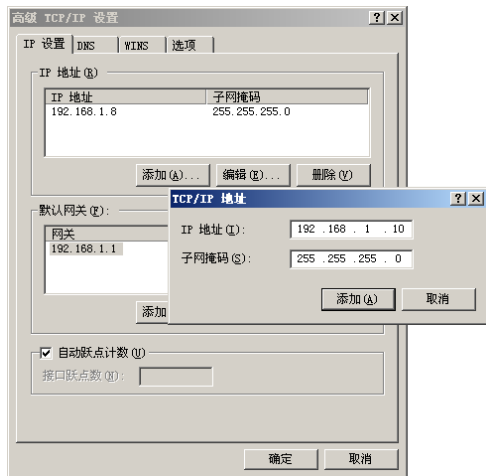 高级 TCP/IP 设置
IP 设置 DNS WINS 选项
IP 地址(R)
IP 地址 子网掩码
192.168.1.8 255.255.255.0
添加(A)... 编辑(E)... 删除(V)
默认网关(F):
网关
192.168.1.1
添加
TCP/IP 地址
IP 地址(I): 192 .168 . 1 . 10
子网掩码(S): 255 .255 .255 . 0
添加(A) 取消
自动跃点计数(U)
接口跃点数(N):
确定 取消